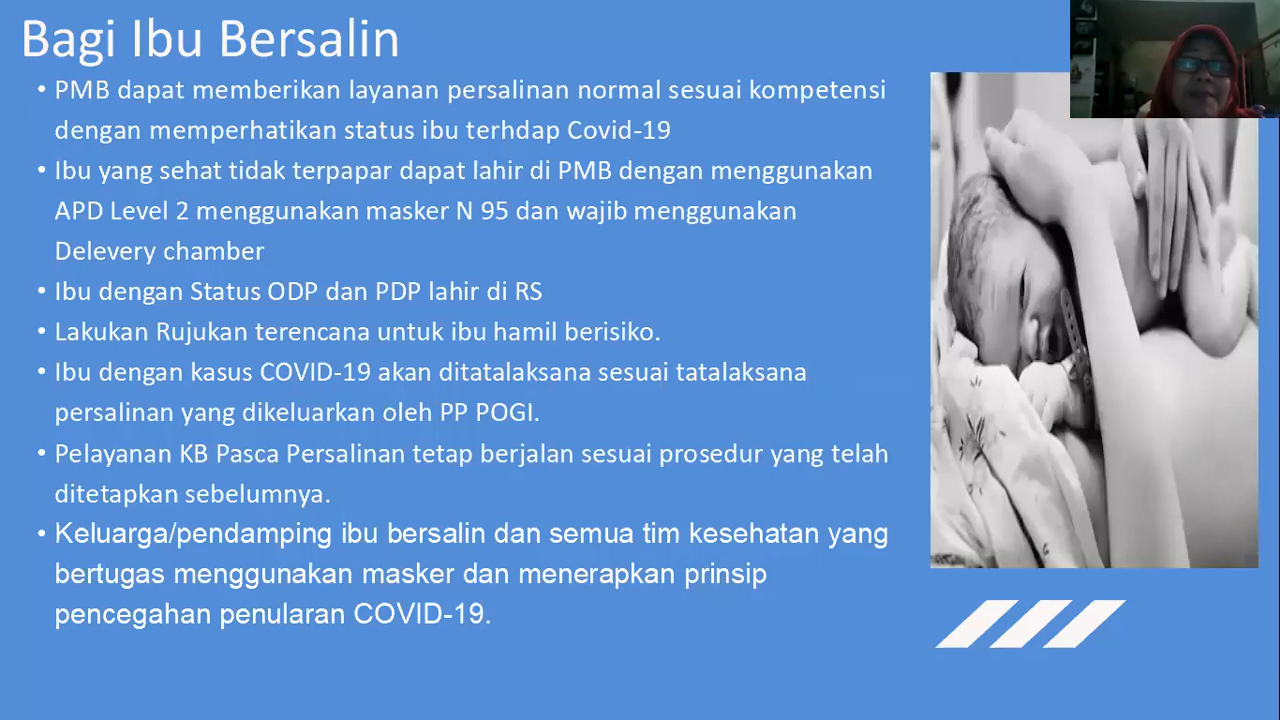 Bagi Ibu Bersalin
• PMB dapat memberikan layanan persalinan normal sesuai kompetensi
dengan memperhatikan status ibu terhdap Covid-19
• Ibu yang sehat tidak terpapar dapat lahir di PMB dengan menggunakan
APD Level 2 menggunakan masker N 95 dan wajib menggunakan
Delevery chamber
• Ibu dengan Status ODP dan PDP lahir di RS
• Lakukan Rujukan terencana untuk ibu hamil berisiko.
• Ibu dengan kasus COVID-19 akan ditatalaksana sesuai tatalaksana
persalinan yang dikeluarkan oleh PP POGI.
• Pelayanan KB Pasca Persalinan tetap berjalan sesuai prosedur yang telah
ditetapkan sebelumnya.
• Keluarga/pendamping ibu bersalin dan semua tim kesehatan yang
bertugas menggunakan masker dan menerapkan prinsip
pencegahan penularan COVID-19.